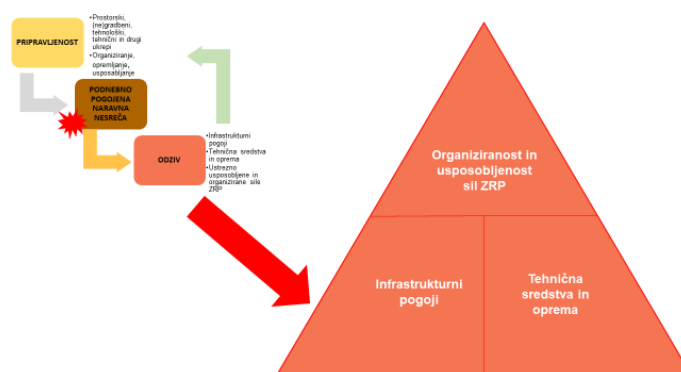 PRIPRAVLJENOST
•Prostorski,
(ne)gradbeni,
tehnološki,
tehnični in drugi
ukrepi
•Organiziranje,
opremljanje,
usposabljanje
PODNEBNO
POGOJENA
NARAVNA
NESREČA
ODZIV
•Infrastrukturni
pogoji
•Tehnična sredstva
in oprema
•Ustrezno
usposobljene in
organizirane sile
ZRP
Organiziranost in
usposobljenost
sil ZRP
Infrastrukturni
pogoji
Tehnična
sredstva in
oprema